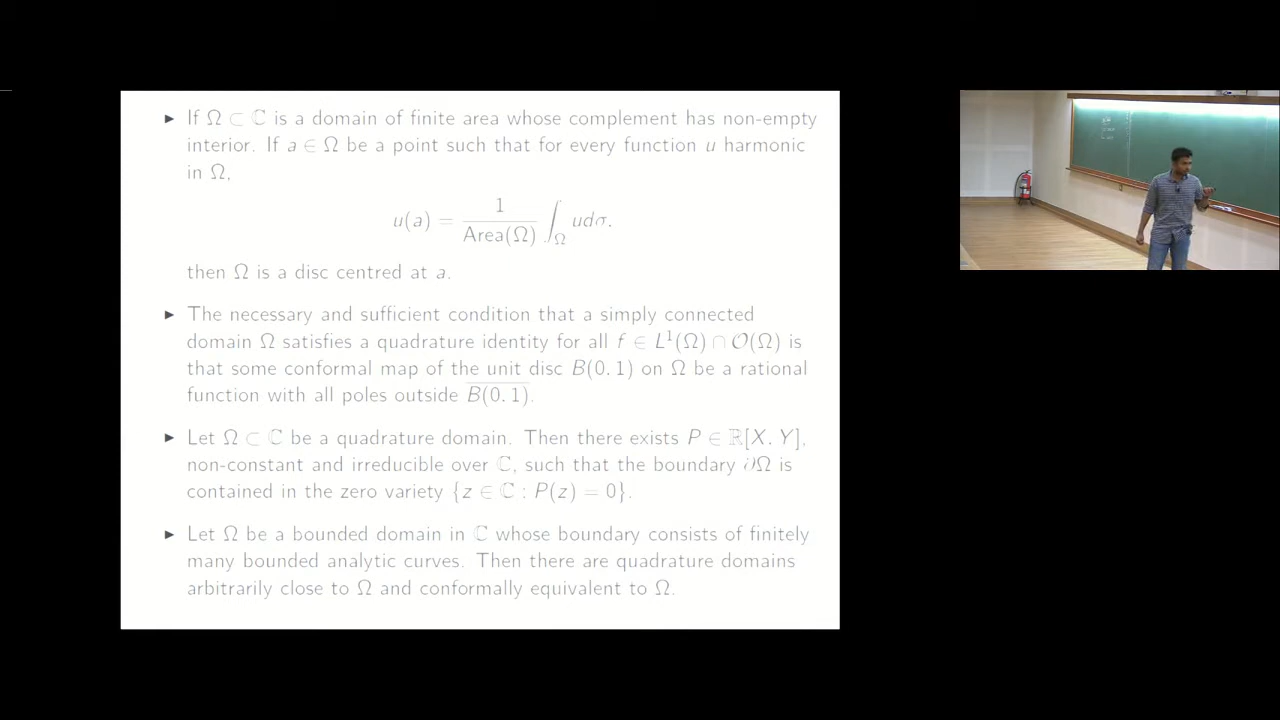 ▶ If Ω ⊂ ℂ is a domain of finite area whose complement has non-empty
interior. If a ∈ Ω be a point such that for every function u harmonic
in Ω,
u(a) = 1/Area(Ω) ∫_Ω udσ.
then Ω is a disc centred at a.
▶ The necessary and sufficient condition that a simply connected
domain Ω satisfies a quadrature identity for all f ∈ L¹(Ω) ∩ 𝒪(Ω) is
that some conformal map of the unit disc B(0, 1) on Ω be a rational
function with all poles outside \overline{B(0, 1)}.
▶ Let Ω ⊂ ℂ be a quadrature domain. Then there exists P ∈ ℝ[X, Y],
non-constant and irreducible over ℂ, such that the boundary ∂Ω is
contained in the zero variety {z ∈ ℂ : P(z) = 0}.
▶ Let Ω be a bounded domain in ℂ whose boundary consists of finitely
many bounded analytic curves. Then there are quadrature domains
arbitrarily close to Ω and conformally equivalent to Ω.